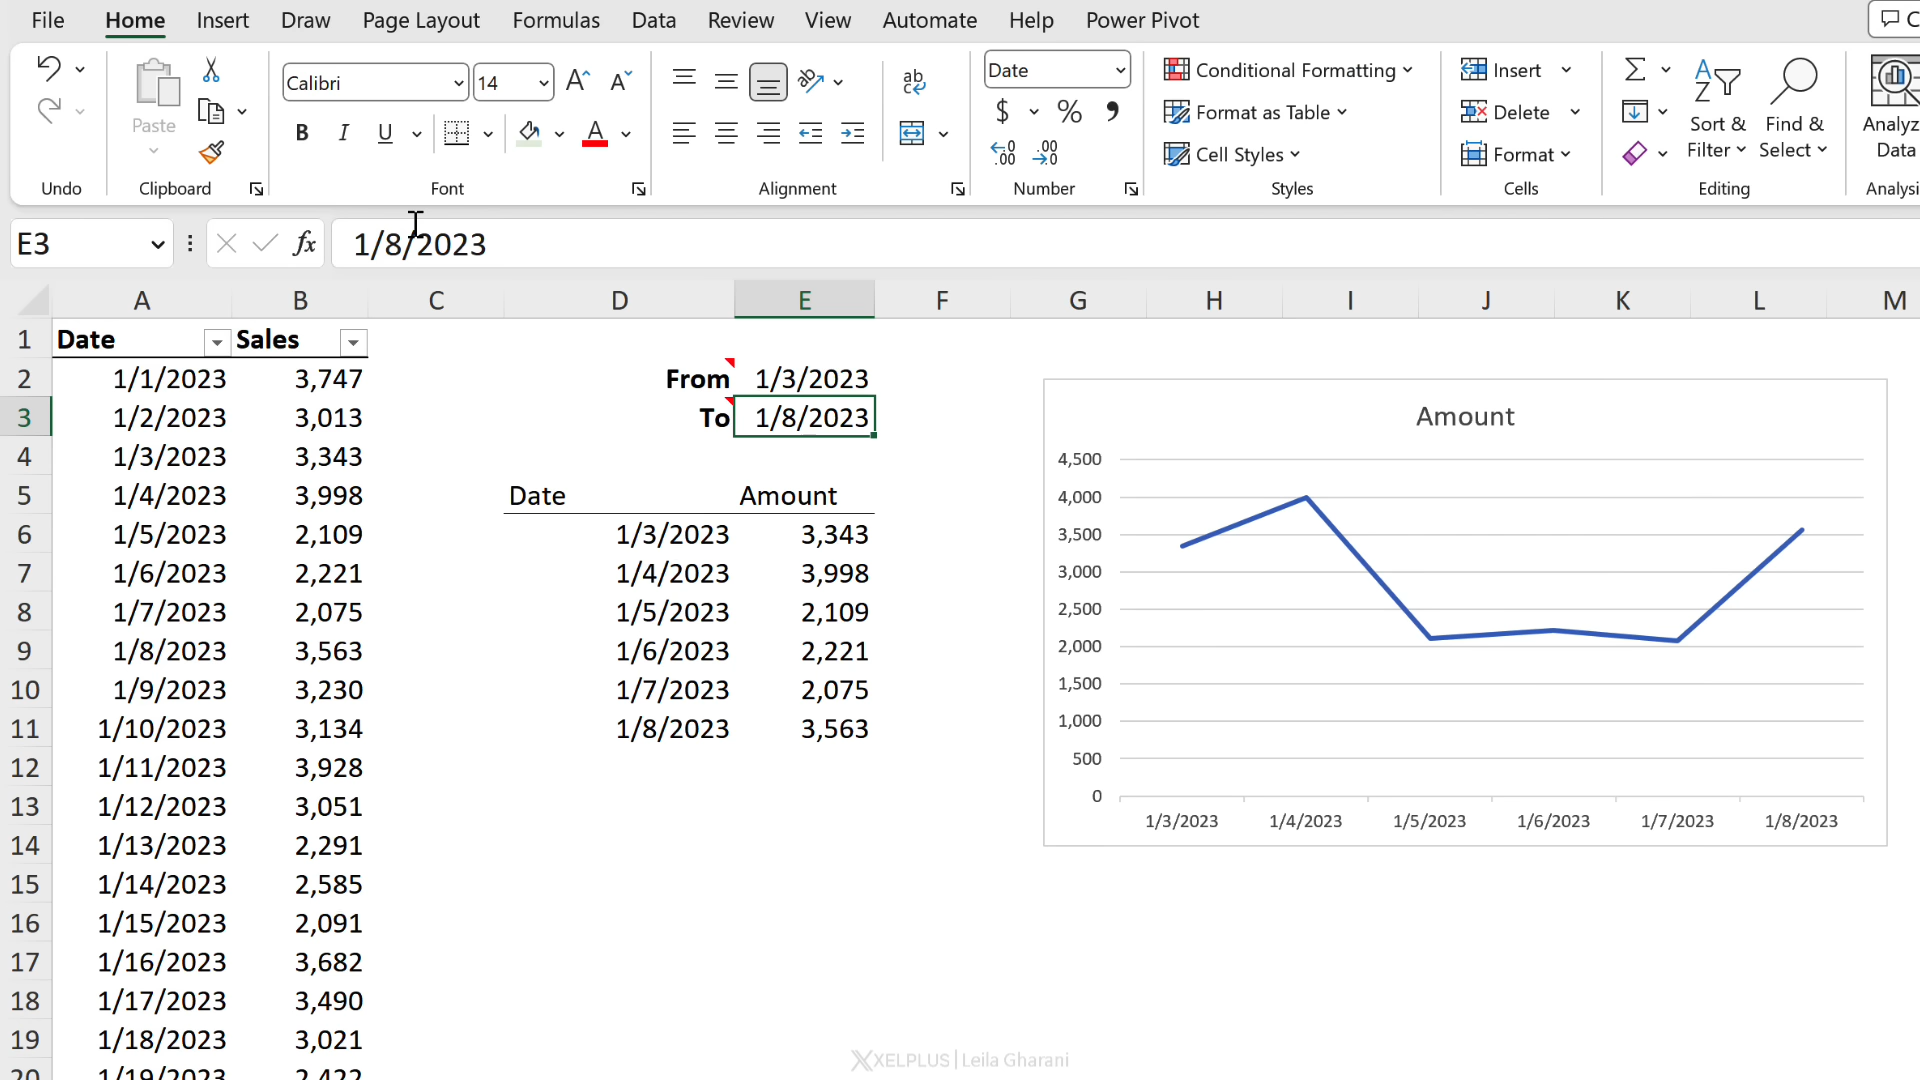 File Home Insert Draw Page Layout Formulas Data Review View Automate Help Power Pivot
Calibri 14
Date
Conditional Formatting
Insert
$ % ,
Format as Table
Delete
Paste
Sort & Filter
Find & Select
B I U
Cell Styles
Format
Data
Undo Clipboard Font Alignment Number Styles Cells Editing
E3 fx 1/8/2023
A B C D E F G H I J K L M
1 Date Sales
2 1/1/2023 3,747 From 1/3/2023
3 1/2/2023 3,013 To 1/8/2023
4 1/3/2023 3,343
5 1/4/2023 3,998 Date Amount
6 1/5/2023 2,109 1/3/2023 3,343
7 1/6/2023 2,221 1/4/2023 3,998
8 1/7/2023 2,075 1/5/2023 2,109
9 1/8/2023 3,563 1/6/2023 2,221
10 1/9/2023 3,230 1/7/2023 2,075
11 1/10/2023 3,134 1/8/2023 3,563
12 1/11/2023 3,928
13 1/12/2023 3,051
14 1/13/2023 2,291
15 1/14/2023 2,585
16 1/15/2023 2,091
17 1/16/2023 3,682
18 1/17/2023 3,490
19 1/18/2023 3,021
20 1/19/2023 2,422
Amount
4,500
4,000
3,500
3,000
2,500
2,000
1,500
1,000
500
0
1/3/2023 1/4/2023 1/5/2023 1/6/2023 1/7/2023 1/8/2023
XELPLUS | Leila Gharani